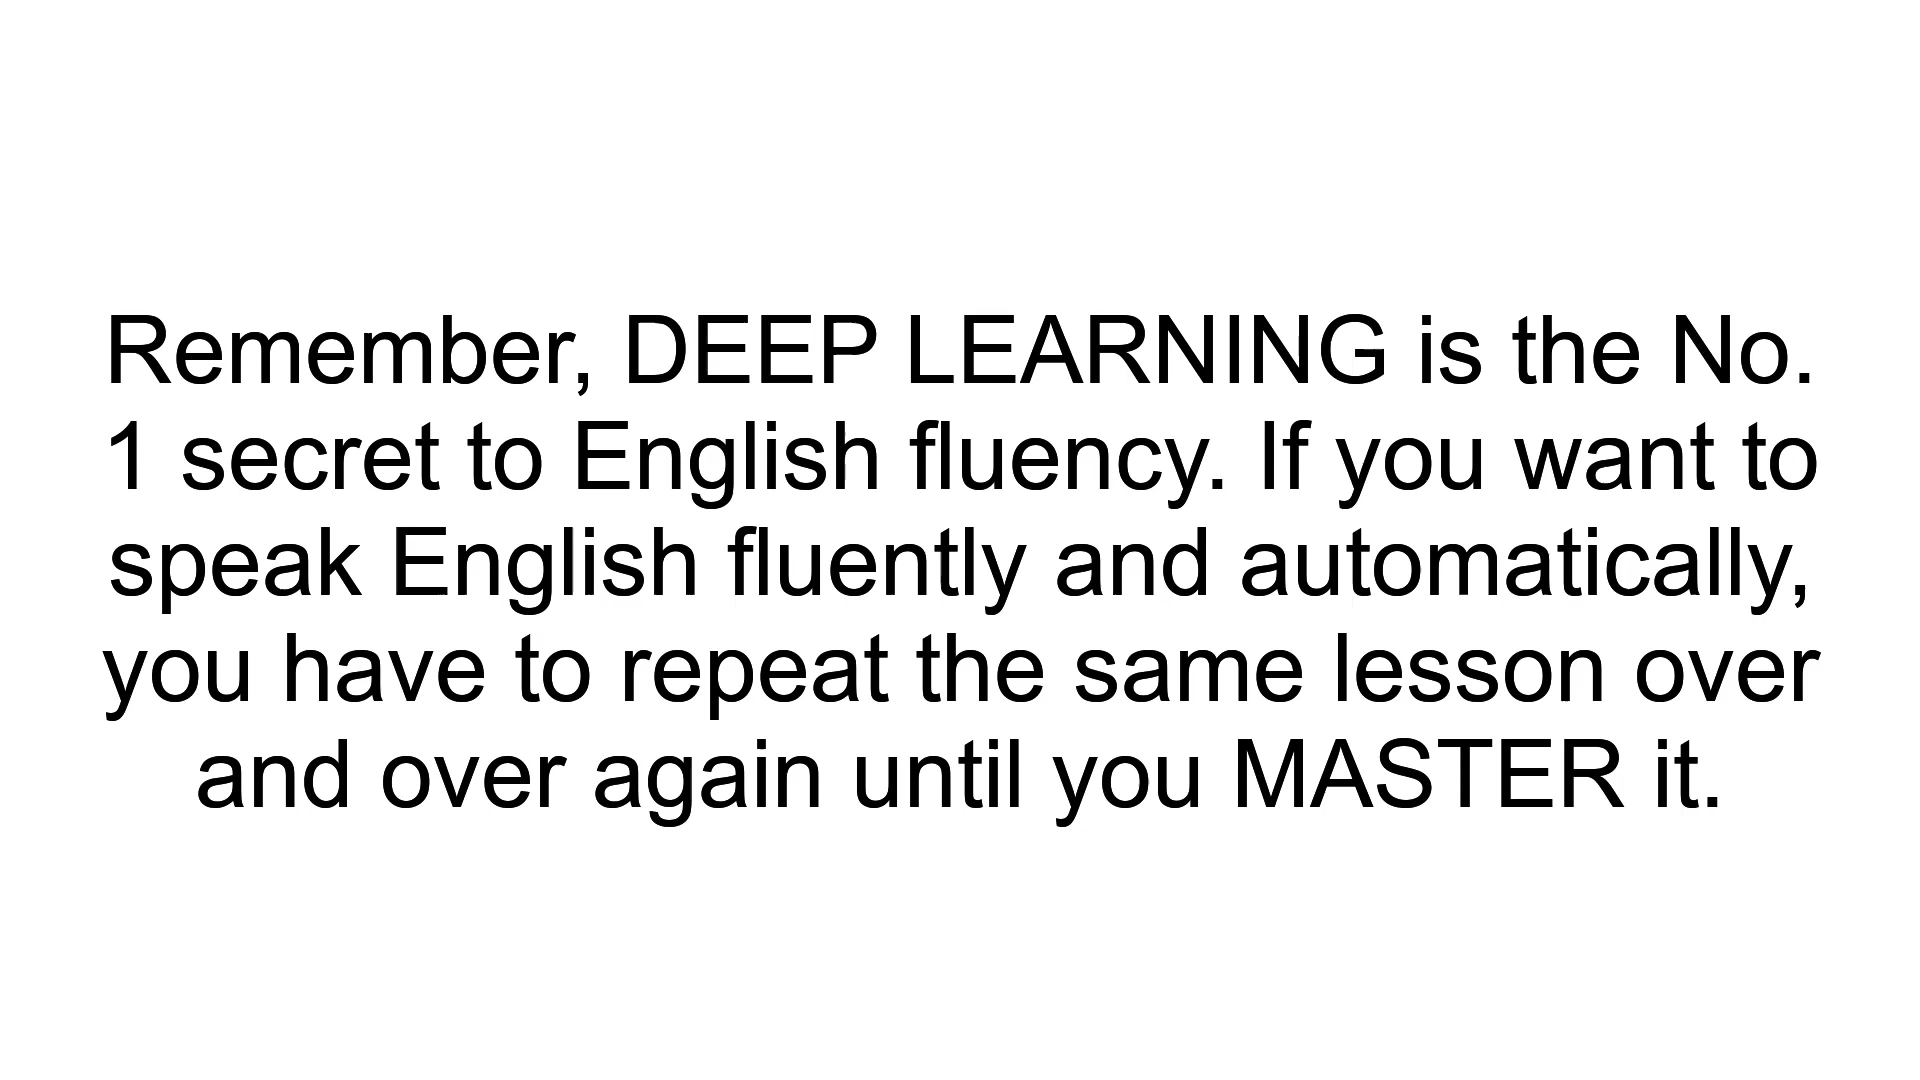 Remember, DEEP LEARNING is the No.
1 secret to English fluency. If you want to
speak English fluently and automatically,
you have to repeat the same lesson over
and over again until you MASTER it.